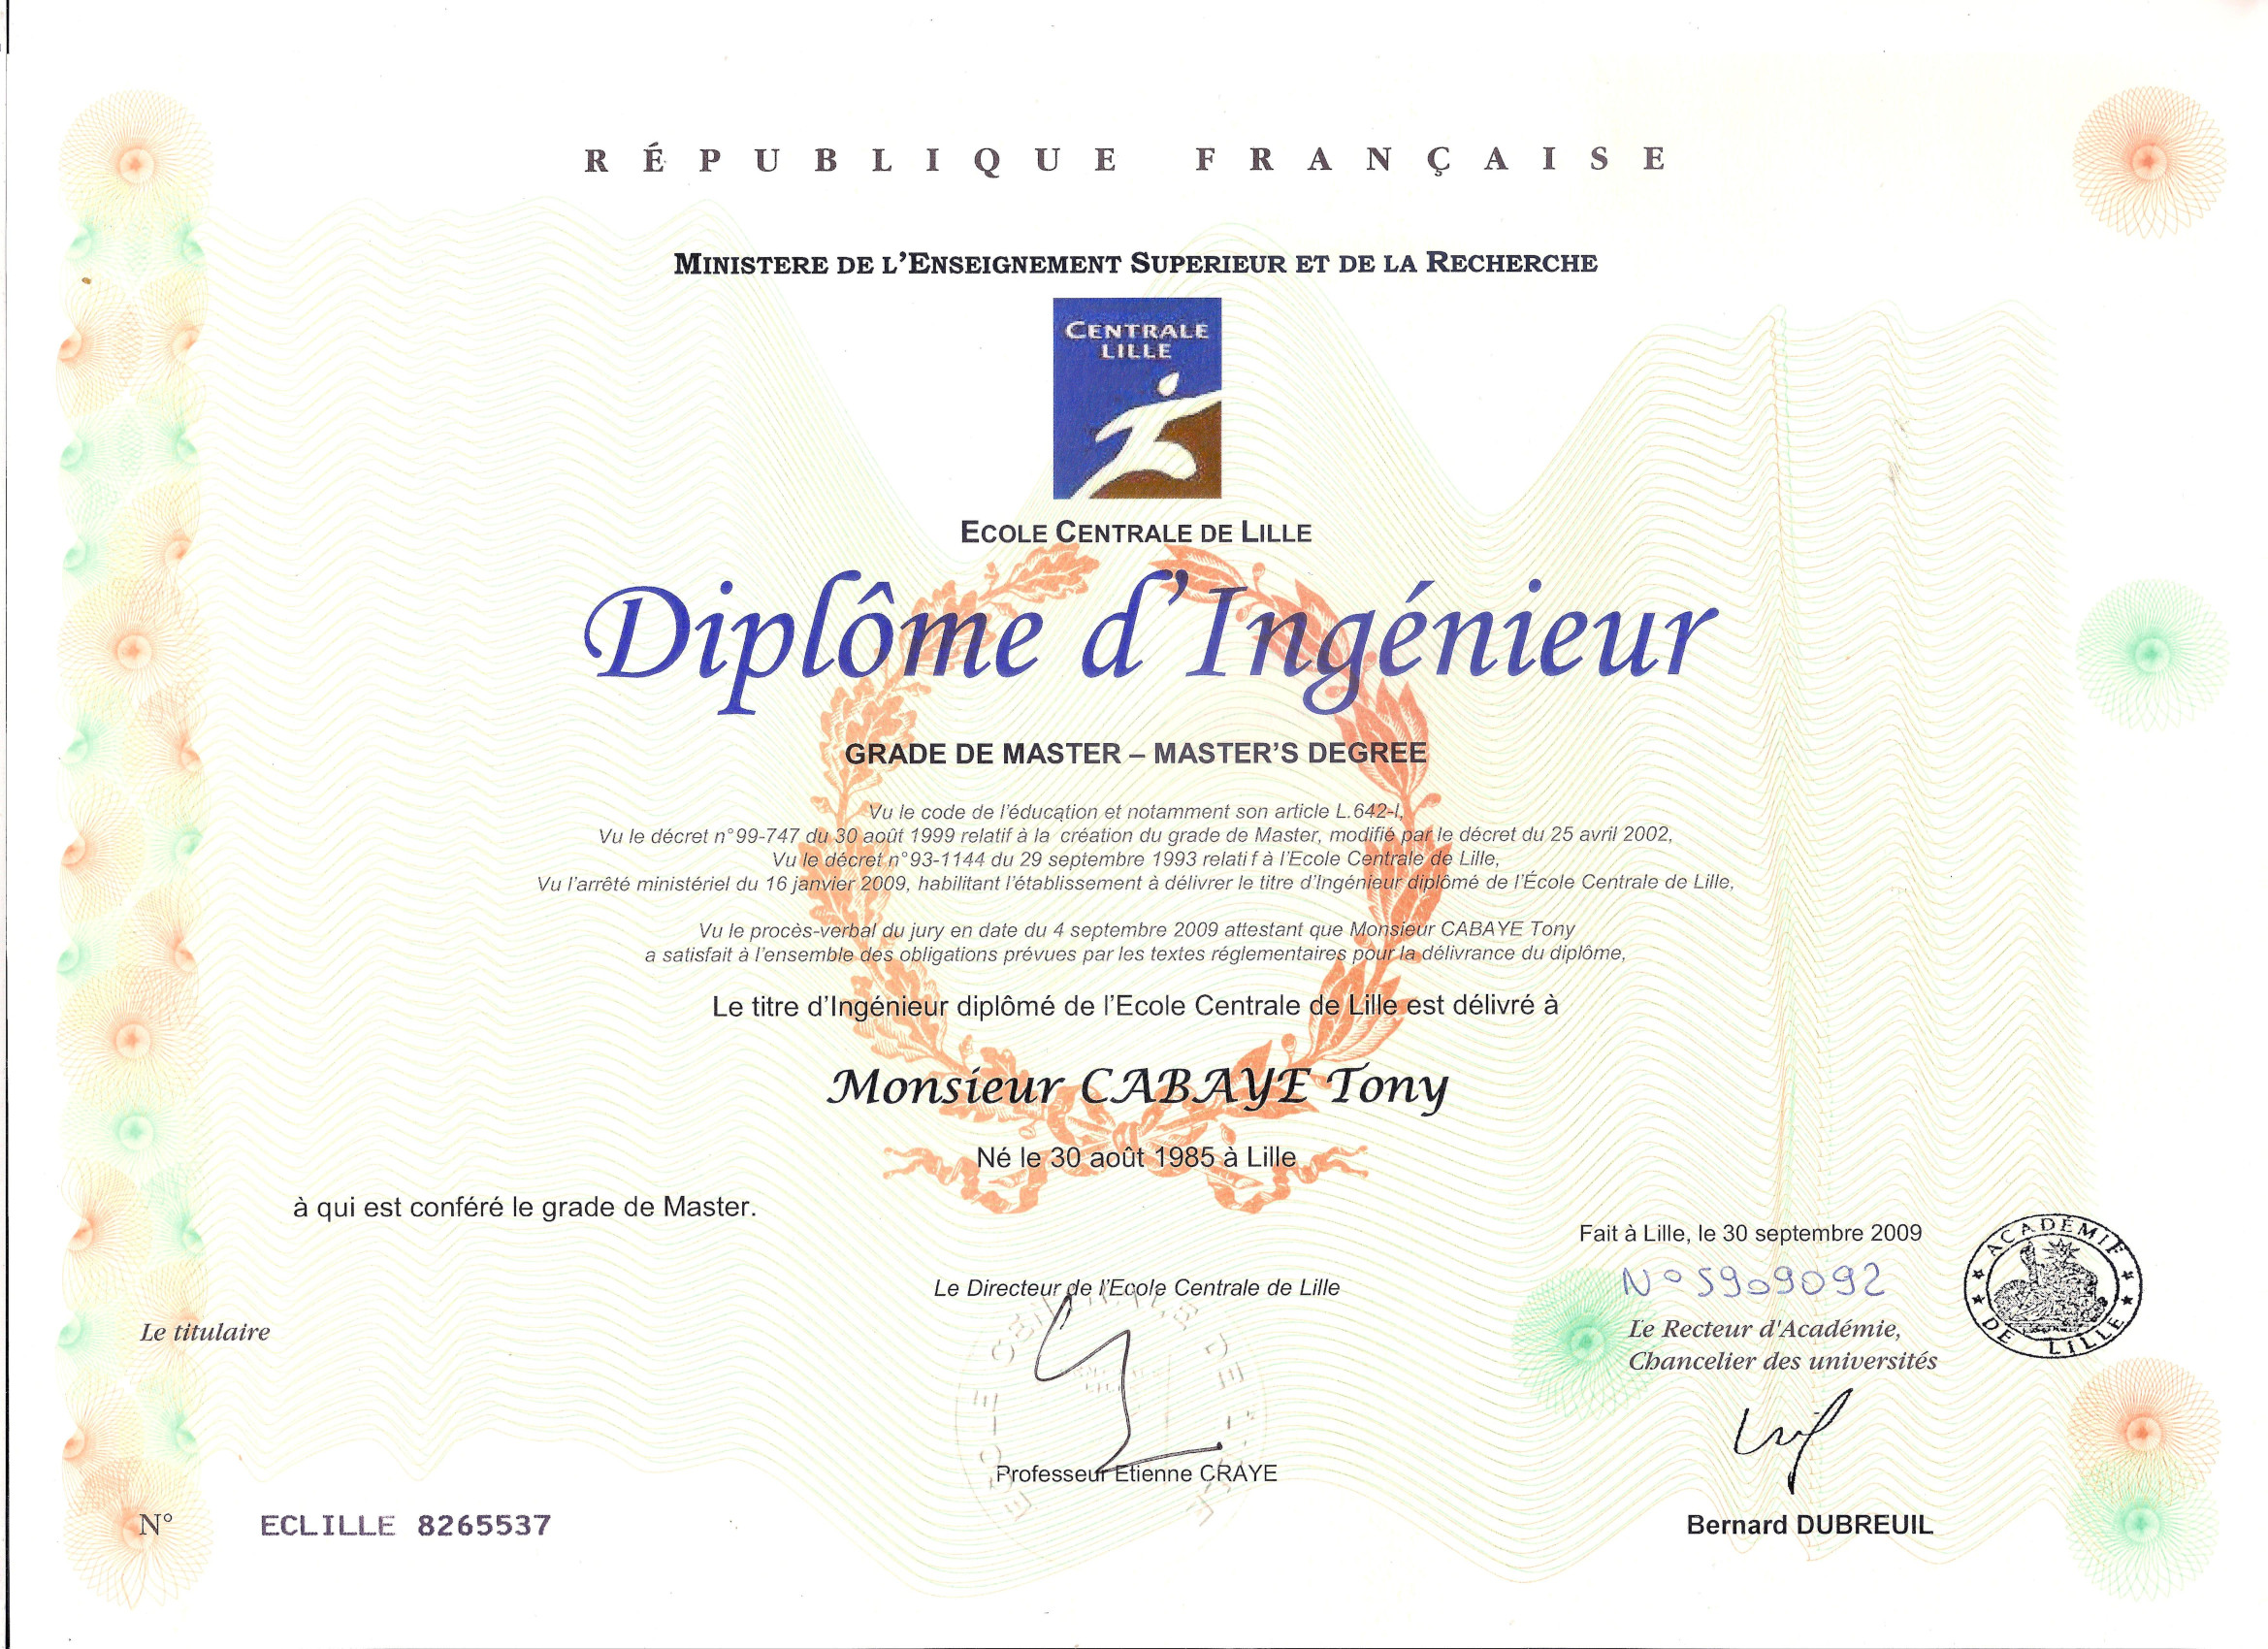 RÉPUBLIQUE FRANÇAISE
MINISTERE DE L'ENSEIGNEMENT SUPERIEUR ET DE LA RECHERCHE
CENTRALE
LILLE
ECOLE CENTRALE DE LILLE
Diplôme d'Ingénieur
GRADE DE MASTER – MASTER'S DEGREE
Vu le code de l'éducation et notamment son article L.642-I,
Vu le décret n°99-747 du 30 août 1999 relatif à la création du grade de Master, modifié par le décret du 25 avril 2002,
Vu le décret n°93-1144 du 29 septembre 1993 relatif à l'Ecole Centrale de Lille,
Vu l'arrêté ministériel du 16 janvier 2009, habilitant l'établissement à délivrer le titre d'Ingénieur diplômé de l'École Centrale de Lille,
Vu le procès-verbal du jury en date du 4 septembre 2009 attestant que Monsieur CABAYE Tony
a satisfait à l'ensemble des obligations prévues par les textes réglementaires pour la délivrance du diplôme,
Le titre d'Ingénieur diplômé de l'Ecole Centrale de Lille est délivré à
Monsieur CABAYE Tony
Né le 30 août 1985 à Lille
à qui est conféré le grade de Master.
Fait à Lille, le 30 septembre 2009
N° 5909092
ACADÉMIE DE LILLE
Le Directeur de l'Ecole Centrale de Lille
Le titulaire
Le Recteur d'Académie,
Chancelier des universités
Professeur Etienne CRAYE
N° ECLILLE 8265537
Bernard DUBREUIL